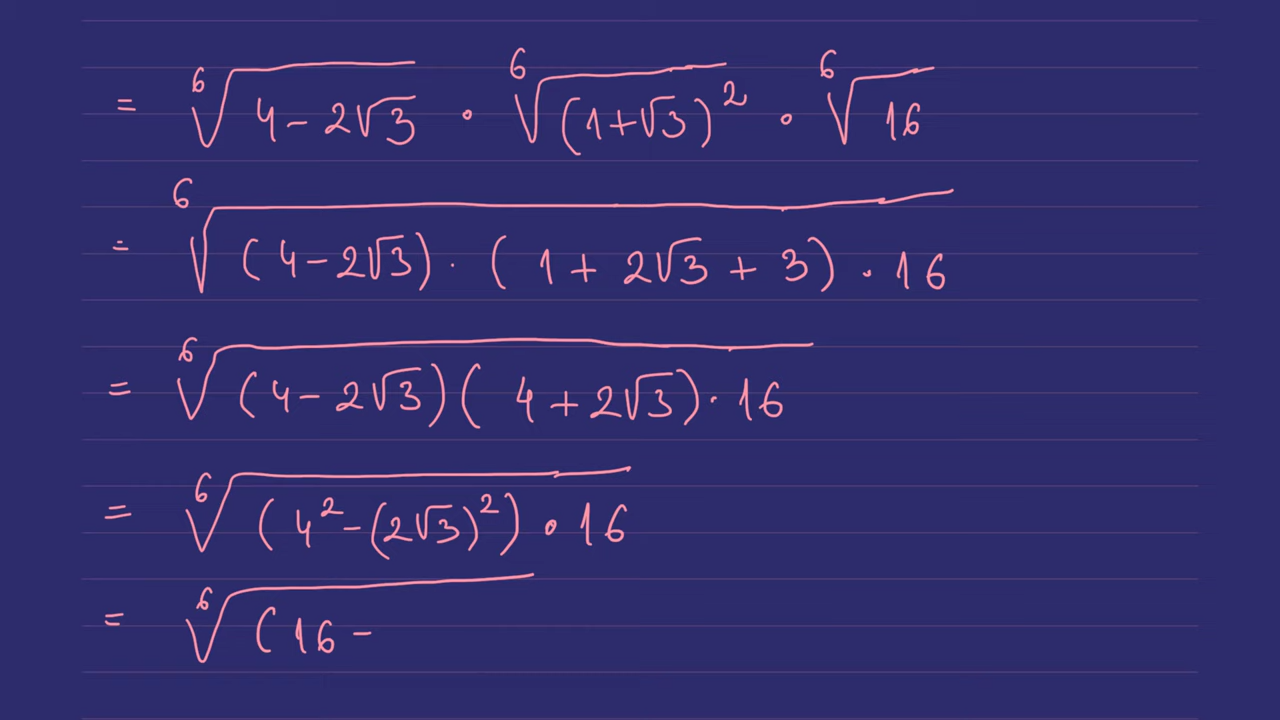 = ⁶√(4-2√3) · ⁶√((1+√3)²) · ⁶√16
= ⁶√((4-2√3) · (1+2√3+3) · 16)
= ⁶√((4-2√3)(4+2√3) · 16)
= ⁶√((4²-(2√3)²) · 16)
= ⁶√(16-